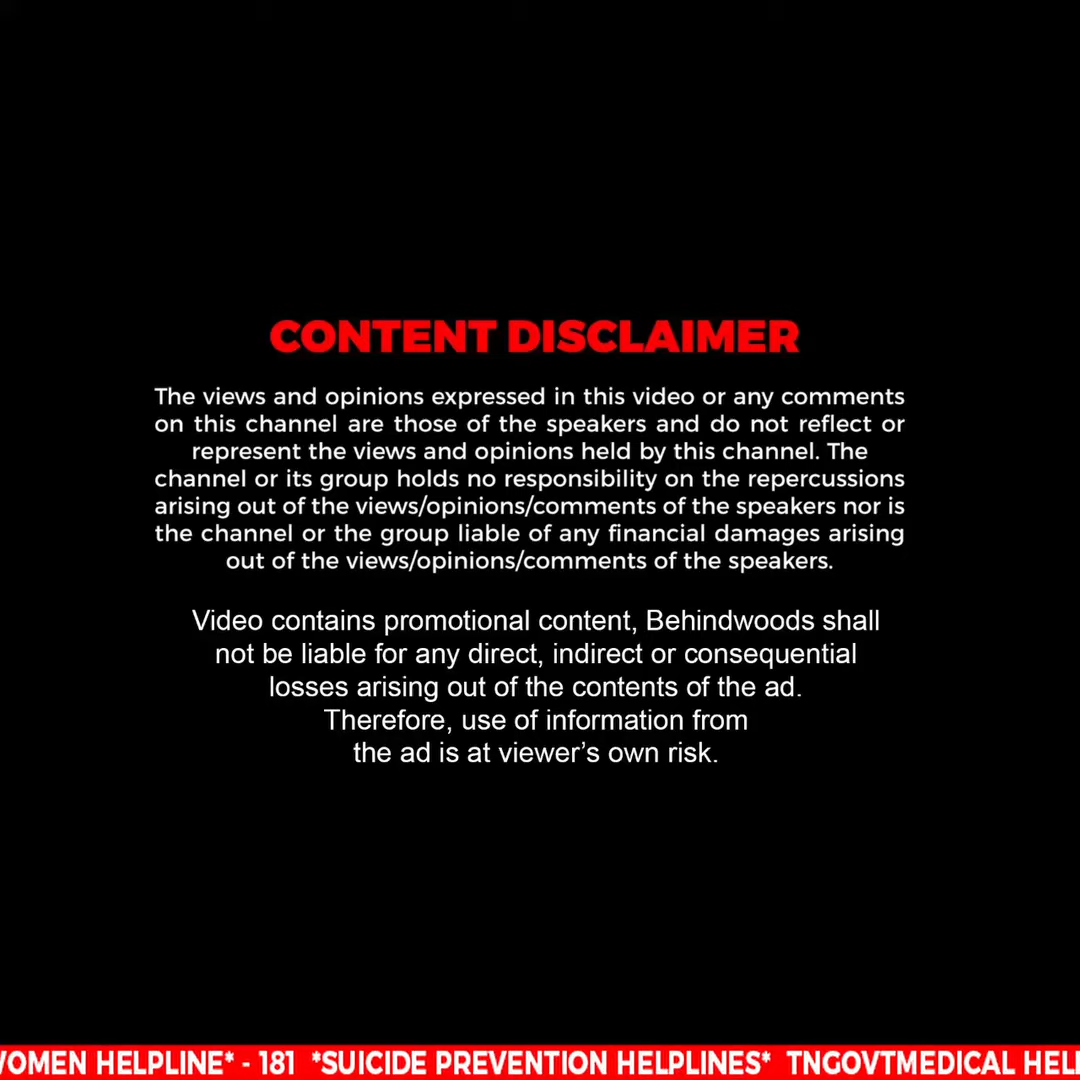 CONTENT DISCLAIMER
The views and opinions expressed in this video or any comments
on this channel are those of the speakers and do not reflect or
represent the views and opinions held by this channel. The
channel or its group holds no responsibility on the repercussions
arising out of the views/opinions/comments of the speakers nor is
the channel or the group liable of any financial damages arising
out of the views/opinions/comments of the speakers.
Video contains promotional content, Behindwoods shall
not be liable for any direct, indirect or consequential
losses arising out of the contents of the ad.
Therefore, use of information from
the ad is at viewer’s own risk.
OMEN HELPLINE* - 181 *SUICIDE PREVENTION HELPLINES* TNGOVTMEDICAL HEL